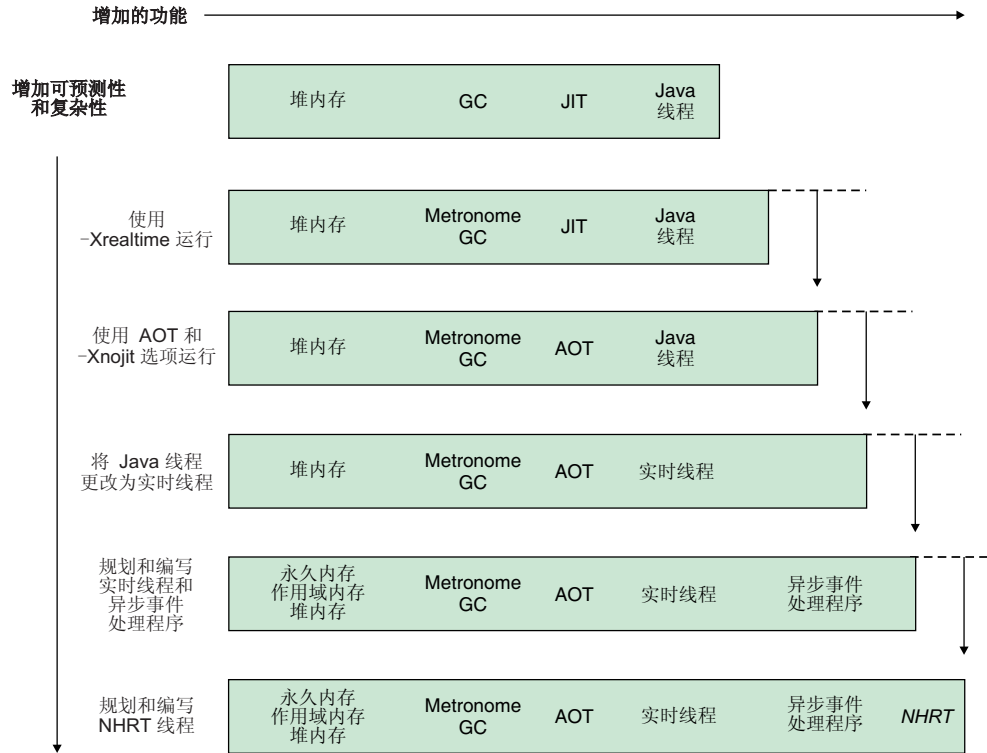 增加的功能
增加可预测性
和复杂性
堆内存
GC
JIT
Java
线程
使用
-Xrealtime 运行
堆内存
Metronome
GC
JIT
Java
线程
使用 AOT 和
-Xnojit 选项运行
堆内存
Metronome
GC
AOT
Java
线程
将 Java 线程
更改为实时线程
堆内存
Metronome
GC
AOT
实时线程
规划和编写
实时线程和
异步事件
处理程序
永久内存
作用域内存
堆内存
Metronome
GC
AOT
实时线程
异步事件
处理程序
规划和编写
NHRT 线程
永久内存
作用域内存
堆内存
Metronome
GC
AOT
实时线程
异步事件
处理程序
NHRT